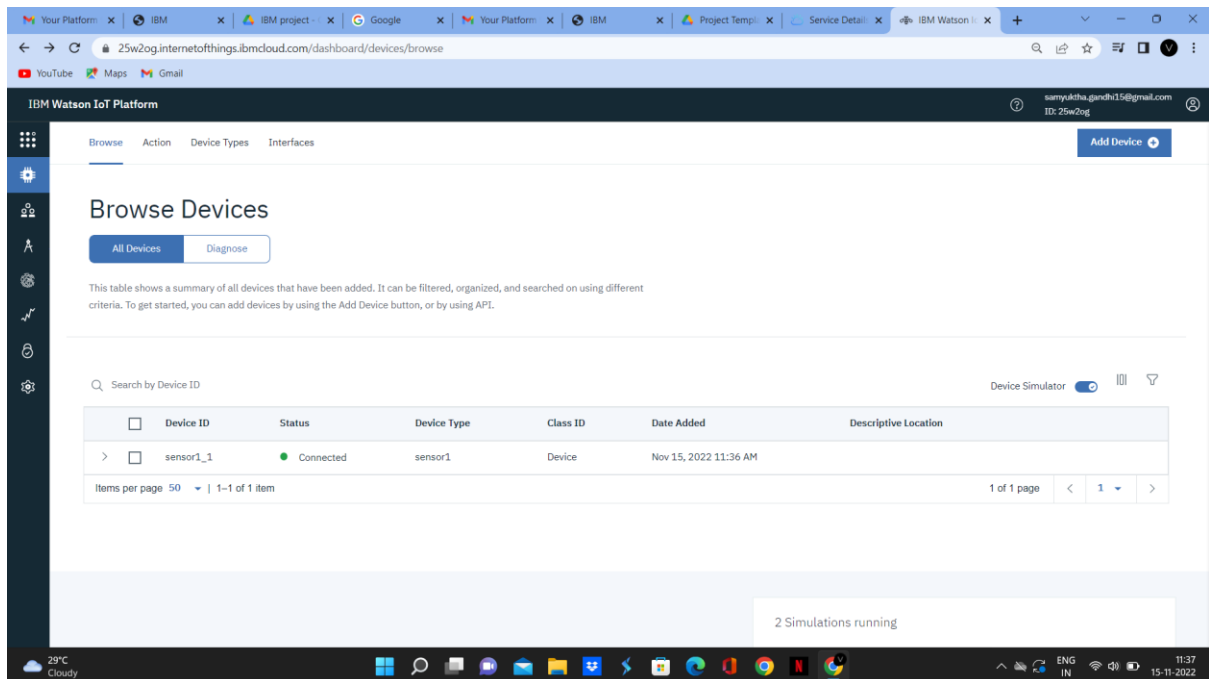 Your Platform
IBM
IBM project -
Google
Your Platform
IBM
Project Templ
Service Detail
IBM Watson I
25w2og.internetofthings.ibmcloud.com/dashboard/devices/browse
V
YouTube
Maps
Gmail
IBM Watson IoT Platform
samyuktha.gandhi15@gmail.com
ID: 25w2og
Browse
Action
Device Types
Interfaces
Add Device
Browse Devices
All Devices
Diagnose
This table shows a summary of all devices that have been added. It can be filtered, organized, and searched on using different
criteria. To get started, you can add devices by using the Add Device button, or by using API.
Search by Device ID
Device Simulator
Device ID
Status
Device Type
Class ID
Date Added
Descriptive Location
sensor1_1
Connected
sensor1
Device
Nov 15, 2022 11:36 AM
Items per page 50 | 1–1 of 1 item
1 of 1 page
1
2 Simulations running
29°C
Cloudy
ENG
IN
11:37
15-11-2022